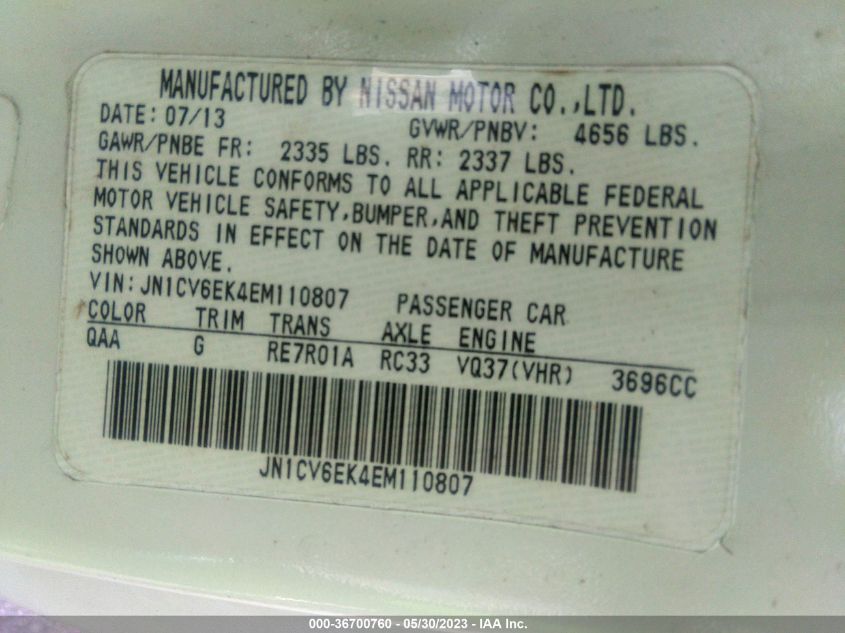 MANUFACTURED BY NISSAN MOTOR CO.,LTD.
DATE: 07/13 GVWR/PNBV: 4656 LBS.
GAWR/PNBE FR: 2335 LBS. RR: 2337 LBS.
THIS VEHICLE CONFORMS TO ALL APPLICABLE FEDERAL
MOTOR VEHICLE SAFETY,BUMPER,AND THEFT PREVENTION
STANDARDS IN EFFECT ON THE DATE OF MANUFACTURE
SHOWN ABOVE.
VIN: JN1CV6EK4EM110807 PASSENGER CAR
COLOR TRIM TRANS AXLE ENGINE
QAA G RE7R01A RC33 VQ37(VHR) 3696CC
JN1CV6EK4EM110807
000-36700760 - 05/30/2023 - IAA Inc.